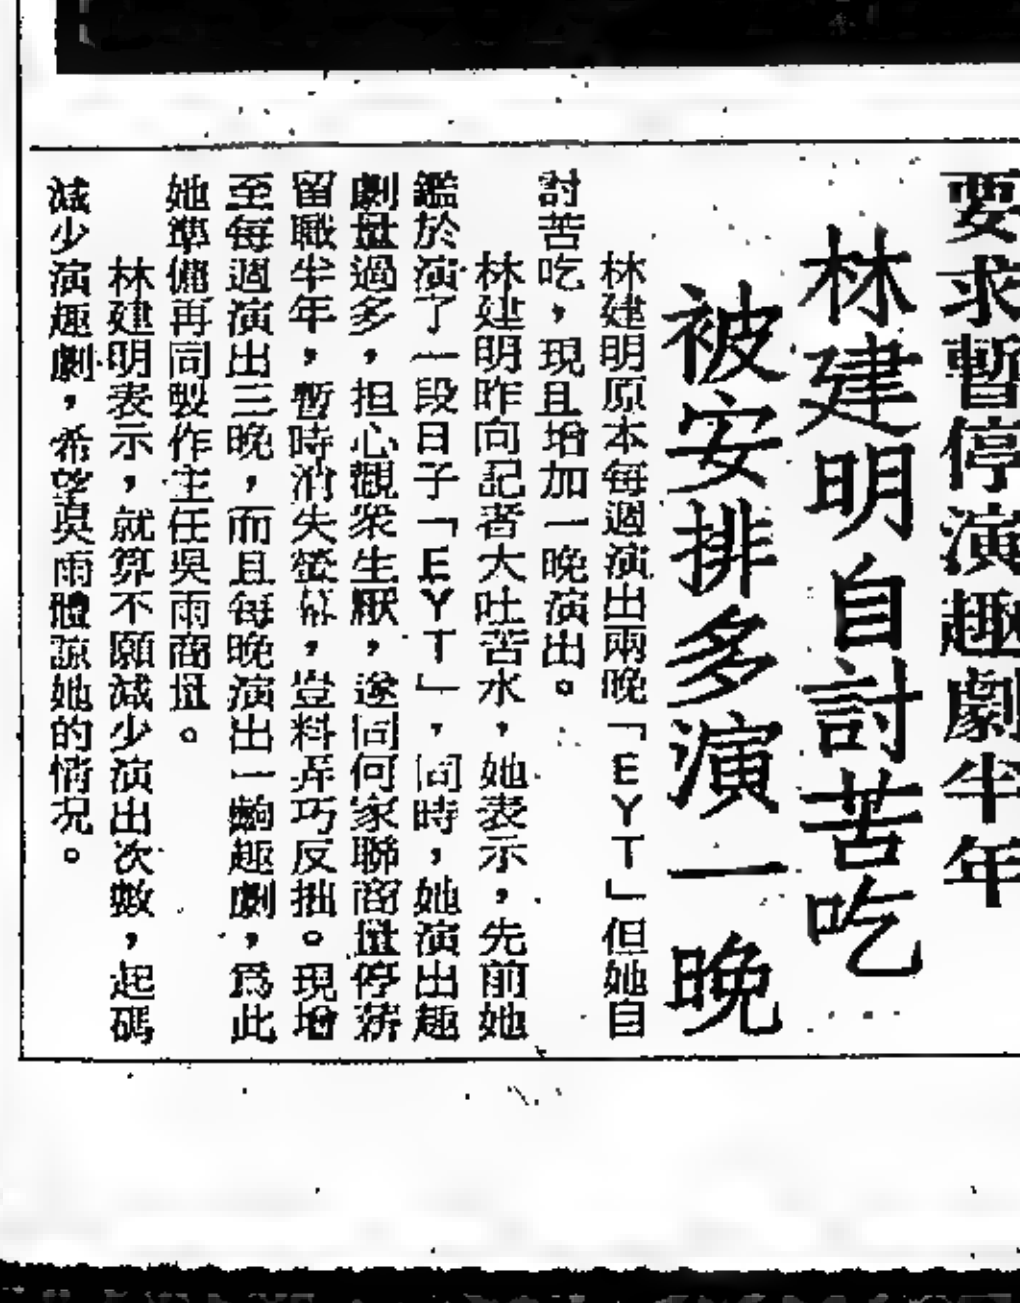 要求暫停演趣劇半年
林建明自討苦吃
被安排多演一晚
林建明原本每週演出兩晚「EYT」但她自
討苦吃，現且增加一晚演出。
林建明昨向記者大吐苦水，她表示，先前她
鑑於演了一段日子「EYT」，同時，她演出趣
劇量過多，担心觀衆生厭，遂向何家聯商量停薪
留職半年，暫時消失螢幕，豈料弄巧反拙。現增
至每週演出三晚，而且每晚演出一齣趣劇，爲此
她準備再同製作主任吳雨商量。
林建明表示，就算不願減少演出次數，起碼
減少演趣劇，希望吳雨體諒她的情况。